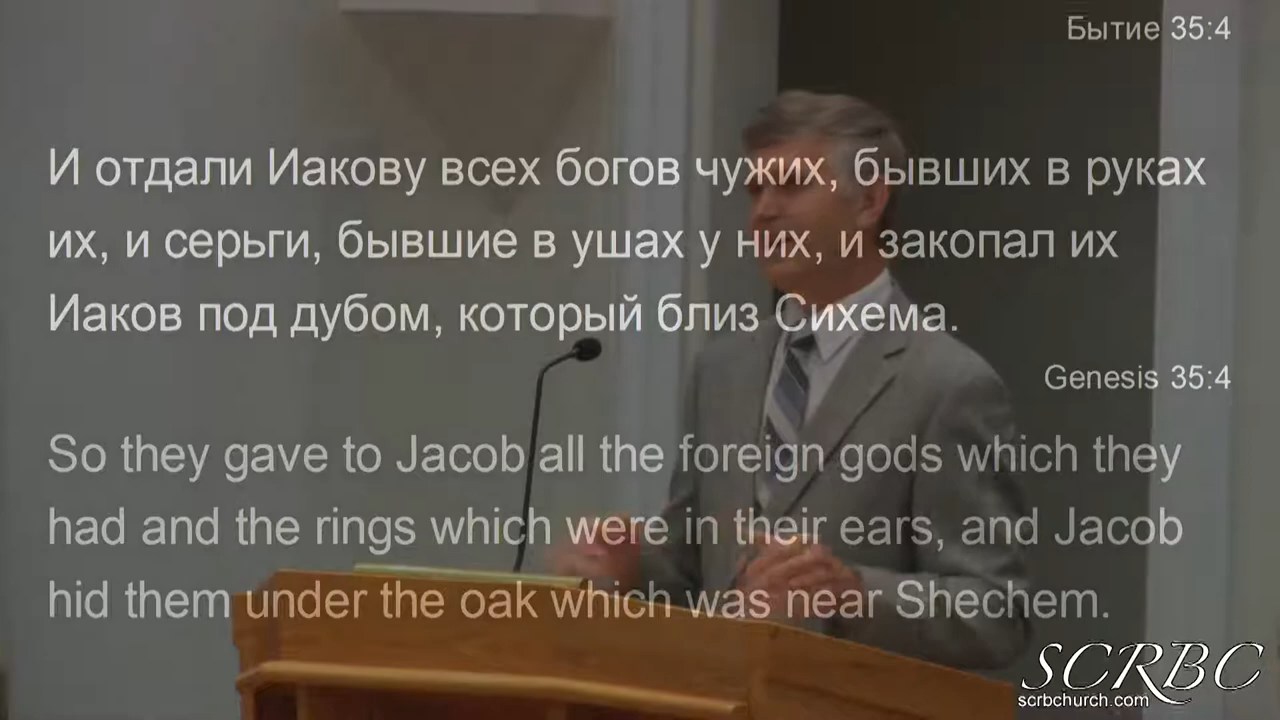 Бытие 35:4
И отдали Иакову всех богов чужих, бывших в руках
их, и серьги, бывшие в ушах у них, и закопал их
Иаков под дубом, который близ Сихема.
Genesis 35:4
So they gave to Jacob all the foreign gods which they
had and the rings which were in their ears, and Jacob
hid them under the oak which was near Shechem.
SCRBC
scrbchurch.com